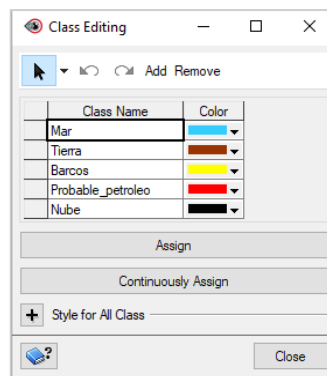 Class Editing
Add Remove
Class Name Color
Mar
Tierra
Barcos
Probable_petroleo
Nube
Assign
Continuously Assign
Style for All Class
Close